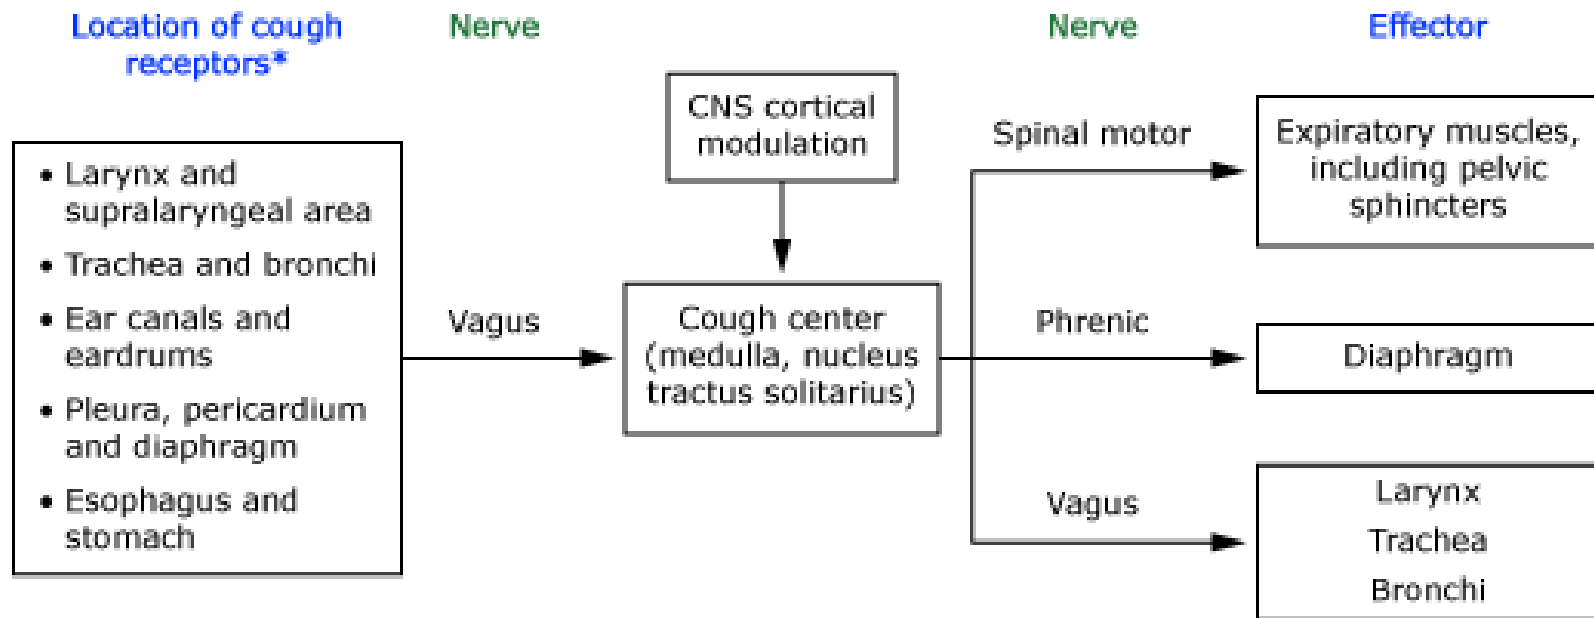 Location of cough
receptors*
Nerve
Nerve
Effector
• Larynx and
supralaryngeal area
• Trachea and bronchi
• Ear canals and
eardrums
• Pleura, pericardium
and diaphragm
• Esophagus and
stomach
Vagus
CNS cortical
modulation
Cough center
(medulla, nucleus
tractus solitarius)
Spinal motor
Expiratory muscles,
including pelvic
sphincters
Phrenic
Diaphragm
Vagus
Larynx
Trachea
Bronchi